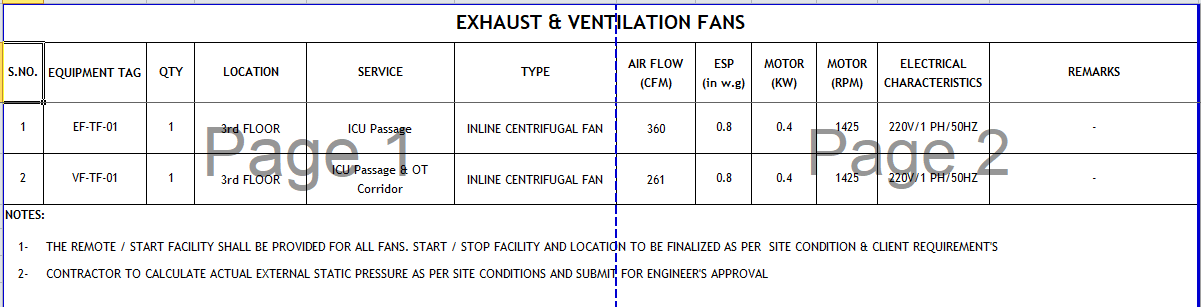 EXHAUST & VENTILATION FANS
S.NO. EQUIPMENT TAG QTY LOCATION SERVICE TYPE AIR FLOW (CFM) ESP (in w.g) MOTOR (KW) MOTOR (RPM) ELECTRICAL CHARACTERISTICS REMARKS
1 EF-TF-01 1 3rd FLOOR ICU Passage INLINE CENTRIFUGAL FAN 360 0.8 0.4 1425 220V/1 PH/50HZ -
2 VF-TF-01 1 3rd FLOOR ICU Passage & OT Corridor INLINE CENTRIFUGAL FAN 261 0.8 0.4 1425 220V/1 PH/50HZ -
Page 1 Page 2
NOTES:
1- THE REMOTE / START FACILITY SHALL BE PROVIDED FOR ALL FANS. START / STOP FACILITY AND LOCATION TO BE FINALIZED AS PER SITE CONDITION & CLIENT REQUIREMENT'S
2- CONTRACTOR TO CALCULATE ACTUAL EXTERNAL STATIC PRESSURE AS PER SITE CONDITIONS AND SUBMIT FOR ENGINEER'S APPROVAL